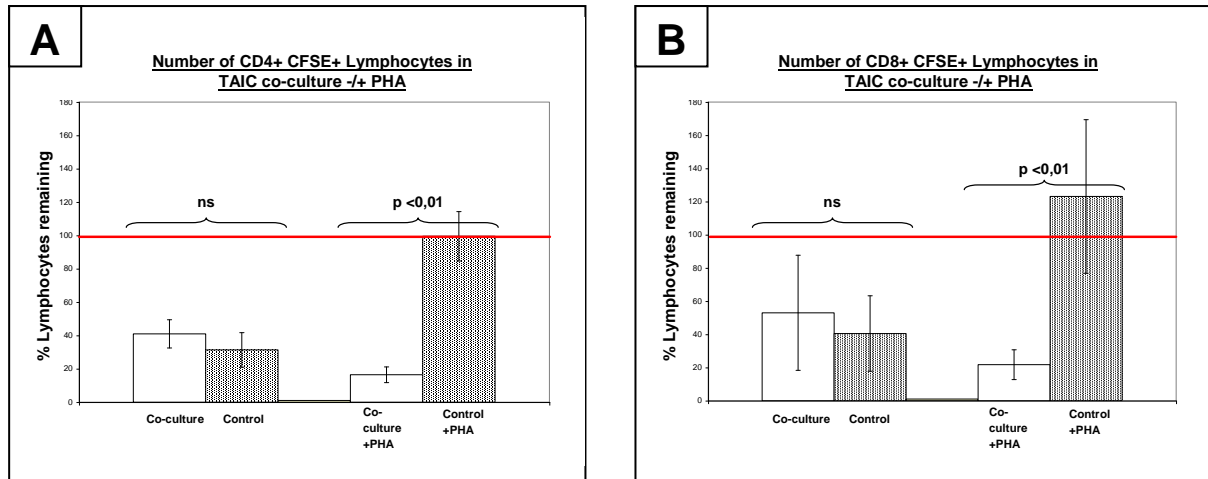 A
Number of CD4+ CFSE+ Lymphocytes in
TAIC co-culture -/+ PHA
% Lymphocytes remaining
180
160
140
120
100
80
60
40
20
0
ns
p <0,01
Co-culture
Control
Co-
culture
+PHA
Control
+PHA
B
Number of CD8+ CFSE+ Lymphocytes in
TAIC co-culture -/+ PHA
% Lymphocytes remaining
180
160
140
120
100
80
60
40
20
0
ns
p <0,01
Co-culture
Control
Co-
culture
+PHA
Control
+PHA